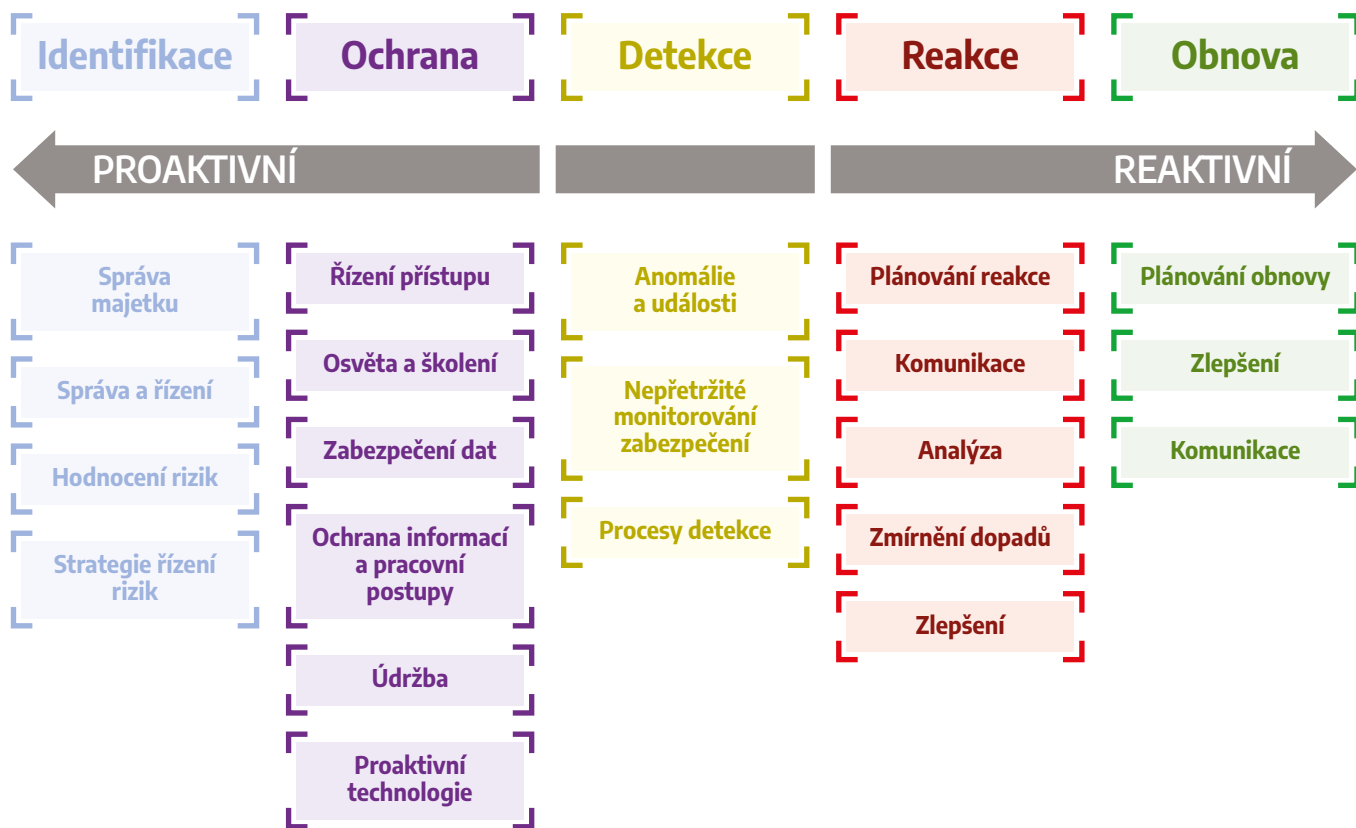 Identifikace
Ochrana
Detekce
Reakce
Obnova
PROAKTIVNÍ
REAKTIVNÍ
Správa
majetku
Správa a řízení
Hodnocení rizik
Strategie řízení
rizik
Řízení přístupu
Osvěta a školení
Zabezpečení dat
Ochrana informací
a pracovní
postupy
Údržba
Proaktivní
technologie
Anomálie
a události
Nepřetržité
monitorování
zabezpečení
Procesy detekce
Plánování reakce
Komunikace
Analýza
Zmírnění dopadů
Zlepšení
Plánování obnovy
Zlepšení
Komunikace